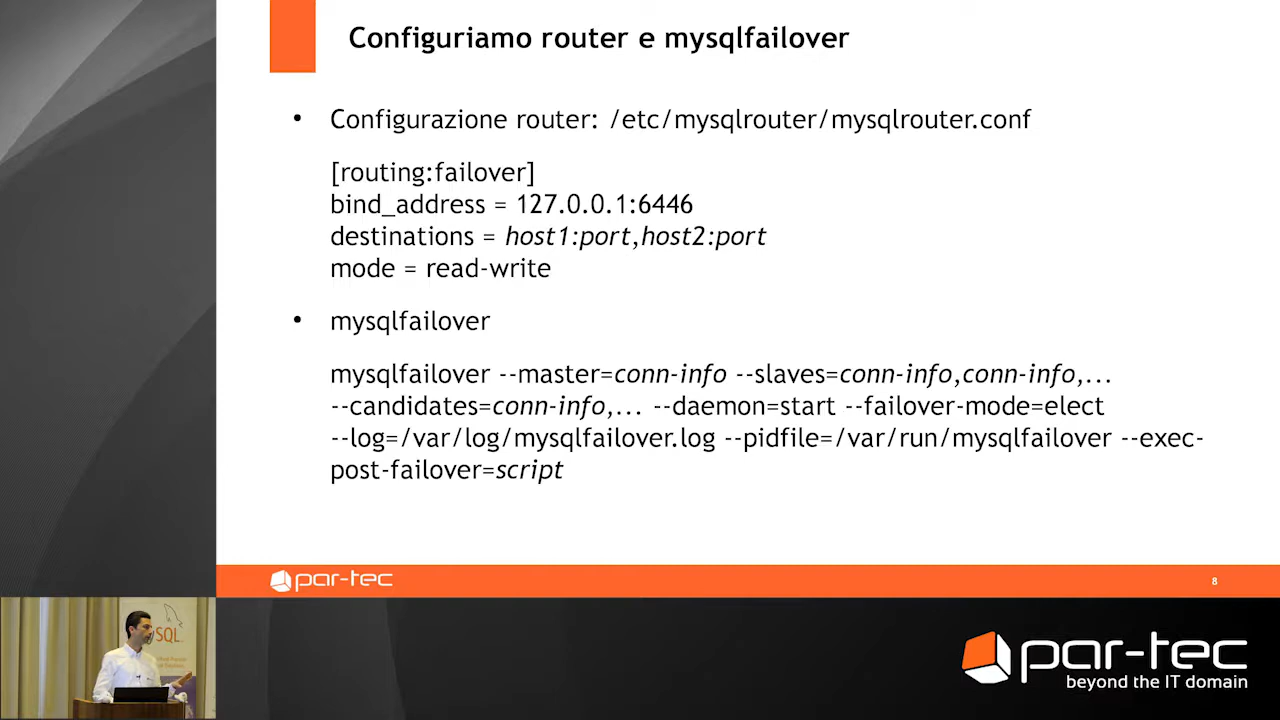 Configuriamo router e mysqlfailover
• Configurazione router: /etc/mysqlrouter/mysqlrouter.conf
[routing:failover]
bind_address = 127.0.0.1:6446
destinations = host1:port,host2:port
mode = read-write
• mysqlfailover
mysqlfailover --master=conn-info --slaves=conn-info,conn-info,...
--candidates=conn-info,... --daemon=start --failover-mode=elect
--log=/var/log/mysqlfailover.log --pidfile=/var/run/mysqlfailover --exec-
post-failover=script
par-tec
8
SQL
par-tec
beyond the IT domain